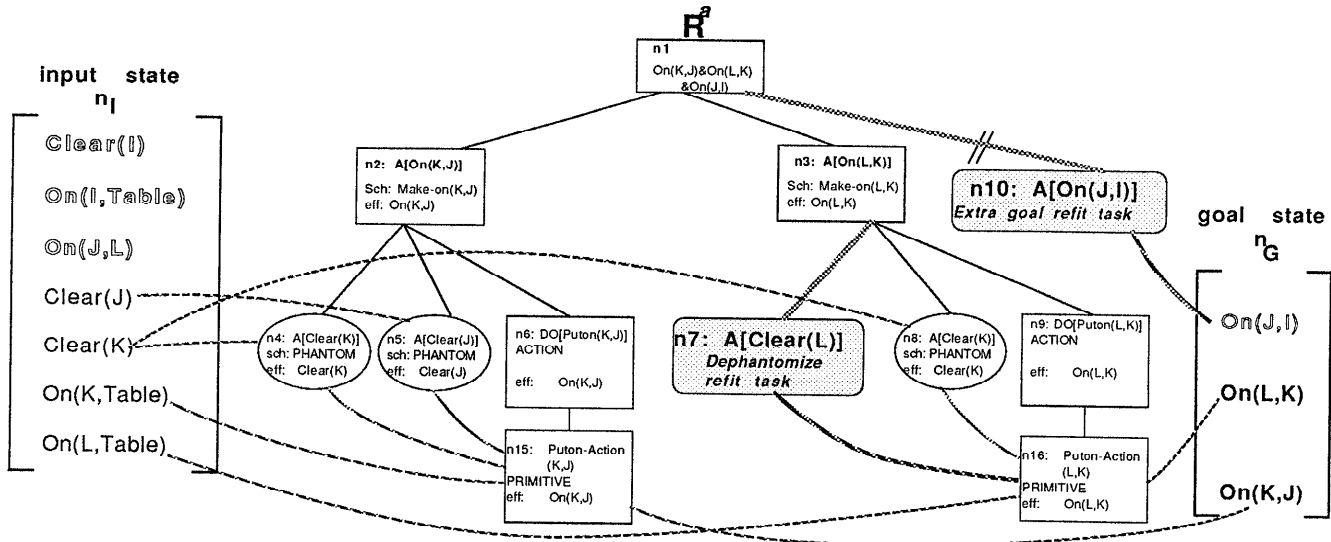 R^a
n1
On(K,J)&On(L,K)
&On(J,I)
input state
n_I
Clear(I)
On(I,Table)
On(J,L)
Clear(J)
Clear(K)
On(K,Table)
On(L,Table)
n2: A[On(K,J)]
Sch: Make-on(K,J)
eff: On(K,J)
n3: A[On(L,K)]
Sch: Make-on(L,K)
eff: On(L,K)
n10: A[On(J,I)]
Extra goal refit task
n4: A[Clear(K)]
sch: PHANTOM
eff: Clear(K)
n5: A[Clear(J)]
sch: PHANTOM
eff: Clear(J)
n6: DO[Puton(K,J)]
ACTION
eff: On(K,J)
n7: A[Clear(L)]
Dephantomize
refit task
n8: A[Clear(K)]
sch: PHANTOM
eff: Clear(K)
n9: DO[Puton(L,K)]
ACTION
eff: On(L,K)
n15: Puton-Action
(K,J)
PRIMITIVE
eff: On(K,J)
n16: Puton-Action
(L,K)
PRIMITIVE
eff: On(L,K)
goal state
n_G
On(J,I)
On(L,K)
On(K,J)